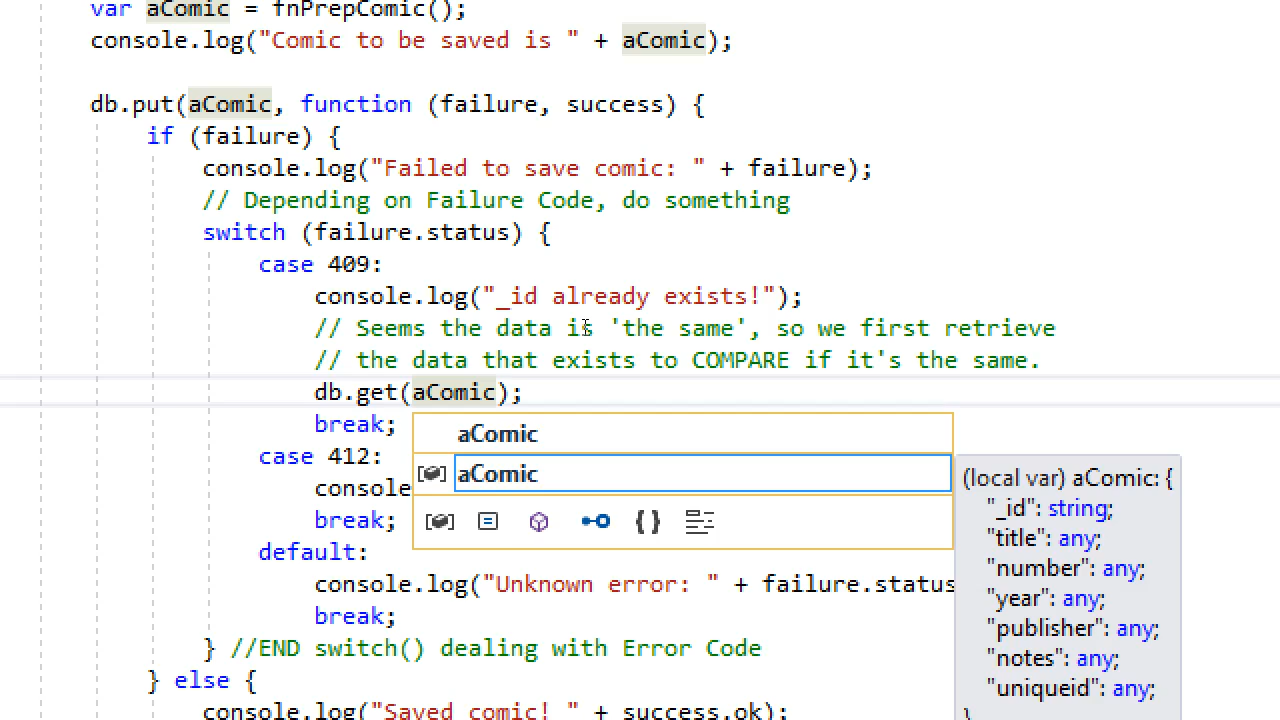 var aComic = fnPrepComic();
console.log("Comic to be saved is " + aComic);
db.put(aComic, function (failure, success) {
if (failure) {
console.log("Failed to save comic: " + failure);
// Depending on Failure Code, do something
switch (failure.status) {
case 409:
console.log("_id already exists!");
// Seems the data is 'the same', so we first retrieve
// the data that exists to COMPARE if it's the same.
db.get(aComic);
break;
aComic
case 412:
aComic
console
break;
default:
console.log("Unknown error: " + failure.status
break;
} //END switch() dealing with Error Code
} else {
console.log("Saved comic! " + success.ok);
(local var) aComic: {
"_id": string;
"title": any;
"number": any;
"year": any;
"publisher": any;
"notes": any;
"uniqueid": any;
}